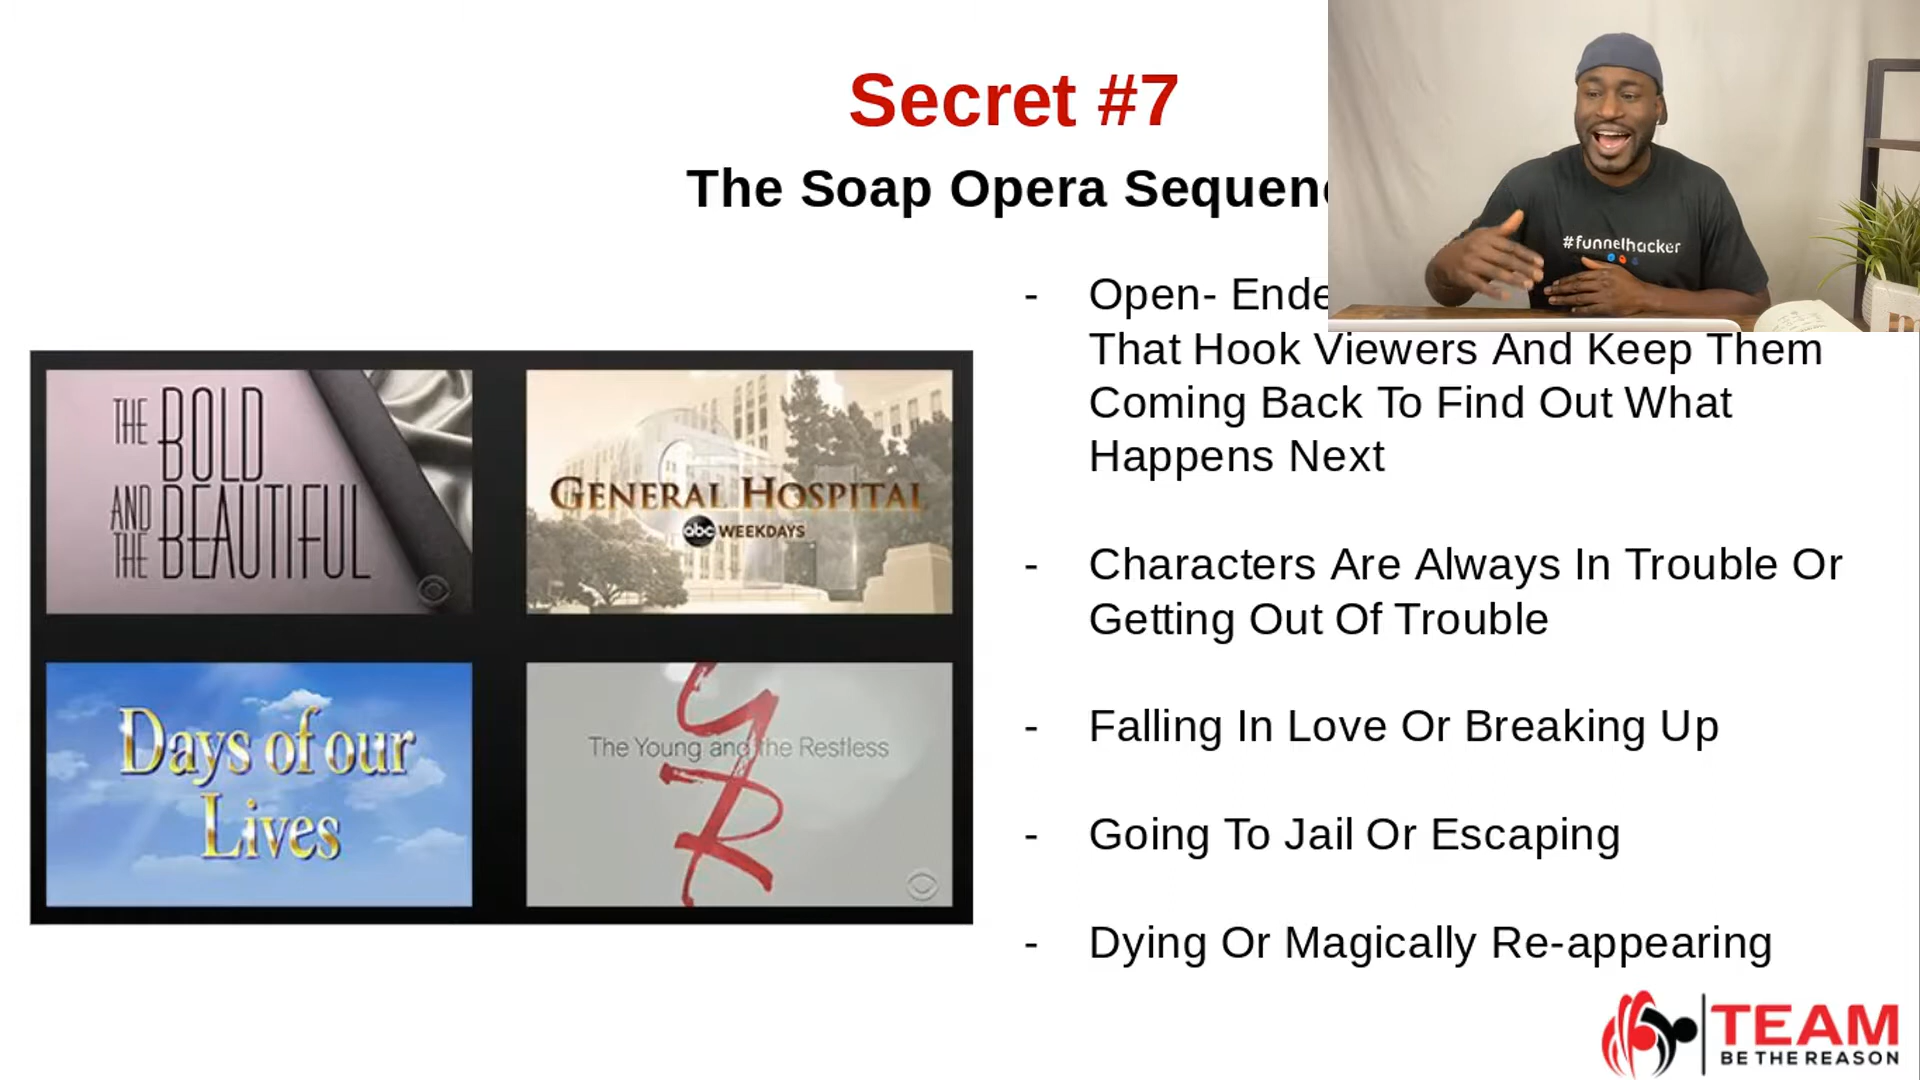 Secret #7
The Soap Opera
#funnelhacker
Open- 
That Hook Viewers And Keep Them
Coming Back To Find Out What
Happens Next
- Characters Are Always In Trouble Or
Getting Out Of Trouble
- Falling In Love Or Breaking Up
- Going To Jail Or Escaping
- Dying Or Magically Re-appearing
THE BOLD
AND THE BEAUTIFUL
GENERAL HOSPITAL
abc WEEKDAYS
Days of our
Lives
The Young and the Restless
YR
TEAM
BE THE REASON